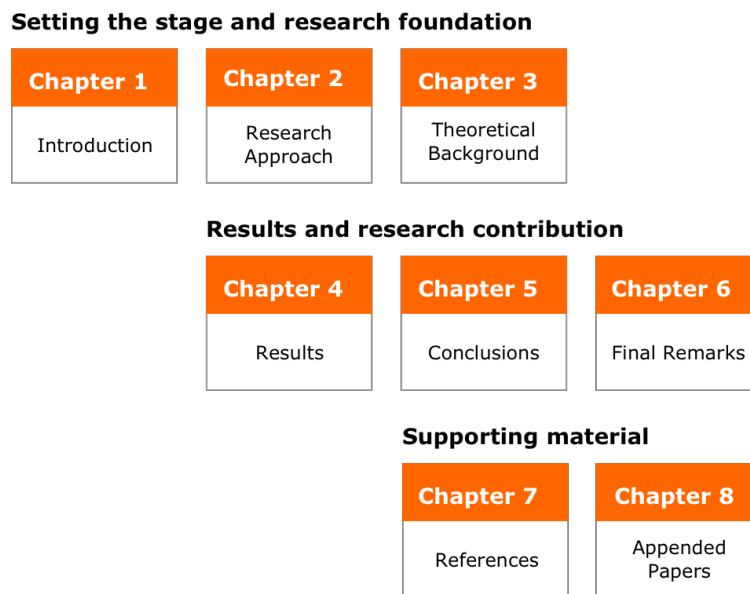 Setting the stage and research foundation
Chapter 1
Introduction
Chapter 2
Research
Approach
Chapter 3
Theoretical
Background
Results and research contribution
Chapter 4
Results
Chapter 5
Conclusions
Chapter 6
Final Remarks
Supporting material
Chapter 7
References
Chapter 8
Appended
Papers